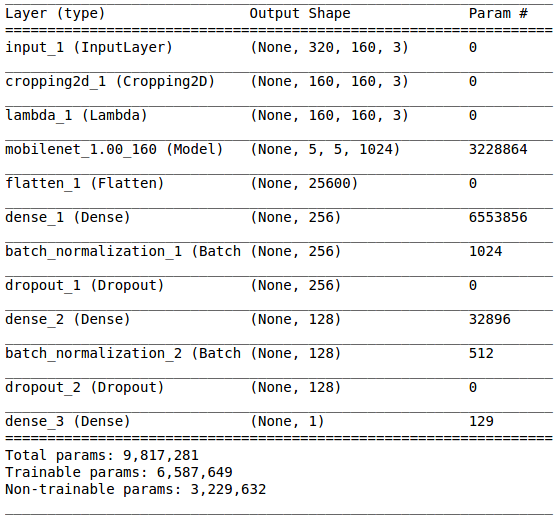 Layer (type) Output Shape Param #
input_1 (InputLayer) (None, 320, 160, 3) 0
cropping2d_1 (Cropping2D) (None, 160, 160, 3) 0
lambda_1 (Lambda) (None, 160, 160, 3) 0
mobilenet_1.00_160 (Model) (None, 5, 5, 1024) 3228864
flatten_1 (Flatten) (None, 25600) 0
dense_1 (Dense) (None, 256) 6553856
batch_normalization_1 (Batch (None, 256) 1024
dropout_1 (Dropout) (None, 256) 0
dense_2 (Dense) (None, 128) 32896
batch_normalization_2 (Batch (None, 128) 512
dropout_2 (Dropout) (None, 128) 0
dense_3 (Dense) (None, 1) 129
Total params: 9,817,281
Trainable params: 6,587,649
Non-trainable params: 3,229,632